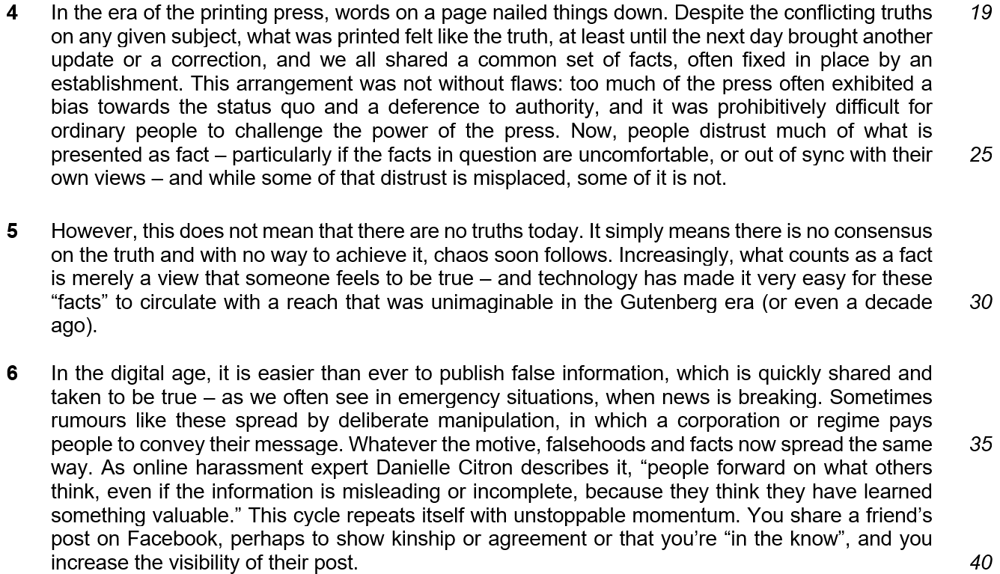 4 In the era of the printing press, words on a page nailed things down. Despite the conflicting truths 19
on any given subject, what was printed felt like the truth, at least until the next day brought another
update or a correction, and we all shared a common set of facts, often fixed in place by an
establishment. This arrangement was not without flaws: too much of the press often exhibited a
bias towards the status quo and a deference to authority, and it was prohibitively difficult for
ordinary people to challenge the power of the press. Now, people distrust much of what is
presented as fact – particularly if the facts in question are uncomfortable, or out of sync with their 25
own views – and while some of that distrust is misplaced, some of it is not.
5 However, this does not mean that there are no truths today. It simply means there is no consensus
on the truth and with no way to achieve it, chaos soon follows. Increasingly, what counts as a fact
is merely a view that someone feels to be true – and technology has made it very easy for these
“facts” to circulate with a reach that was unimaginable in the Gutenberg era (or even a decade 30
ago).
6 In the digital age, it is easier than ever to publish false information, which is quickly shared and
taken to be true – as we often see in emergency situations, when news is breaking. Sometimes
rumours like these spread by deliberate manipulation, in which a corporation or regime pays
people to convey their message. Whatever the motive, falsehoods and facts now spread the same 35
way. As online harassment expert Danielle Citron describes it, “people forward on what others
think, even if the information is misleading or incomplete, because they think they have learned
something valuable.” This cycle repeats itself with unstoppable momentum. You share a friend’s
post on Facebook, perhaps to show kinship or agreement or that you’re “in the know”, and you
increase the visibility of their post. 40